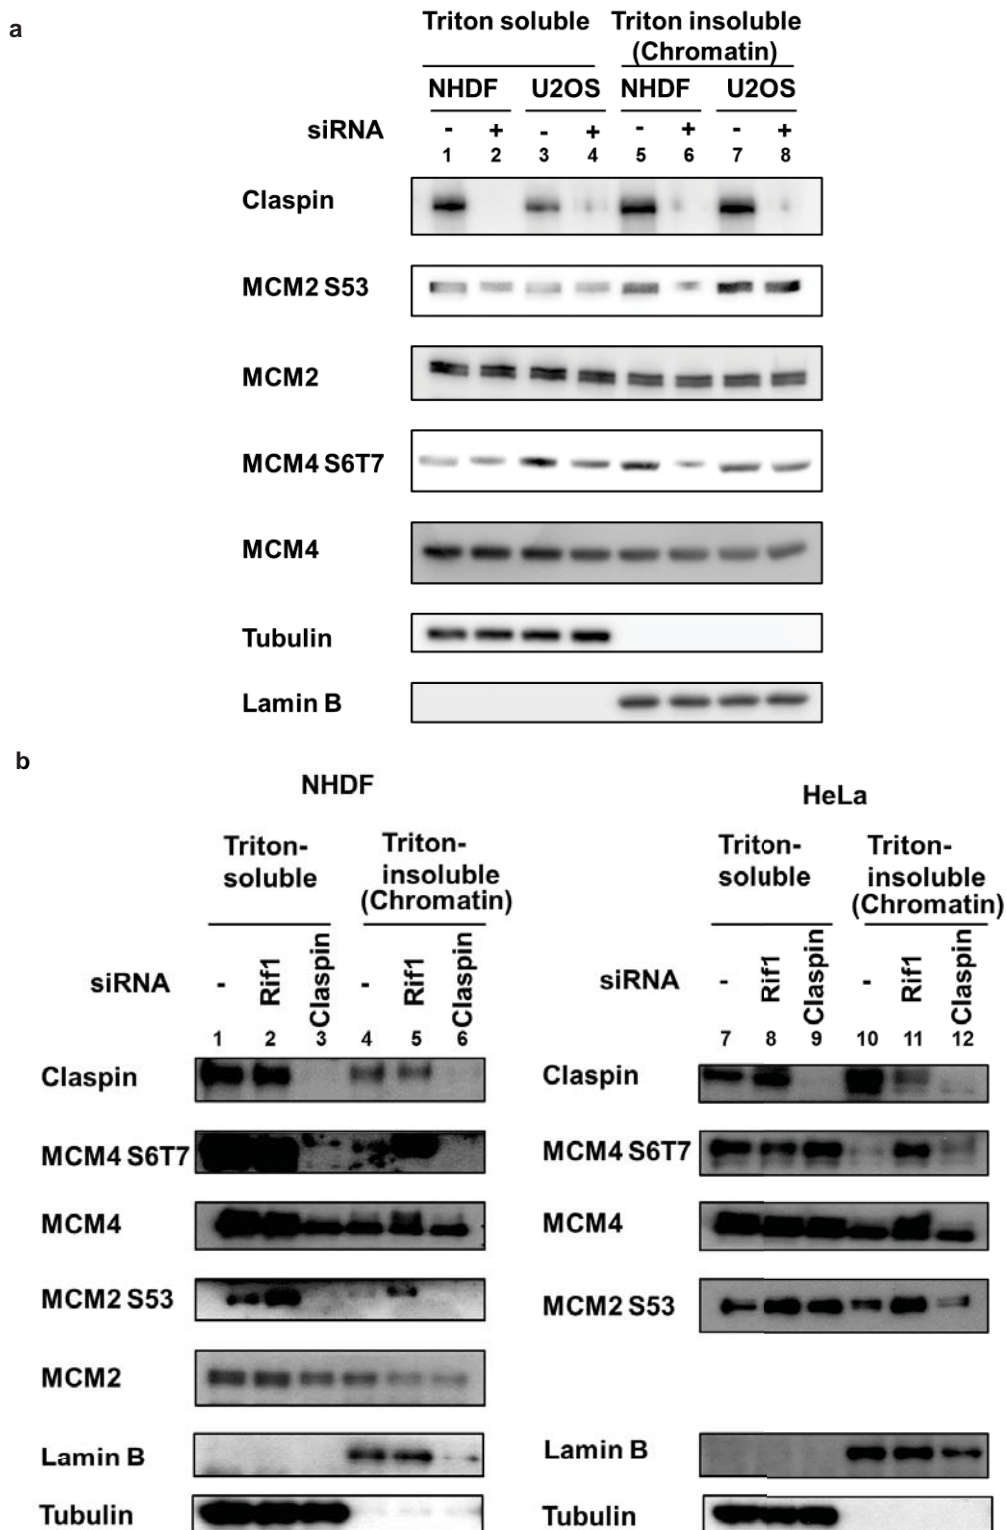 a
Triton soluble
Triton insoluble
(Chromatin)
NHDF
U2OS
NHDF
U2OS
siRNA
- + - + - + - +
1 2 3 4 5 6 7 8
Claspin
MCM2 S53
MCM2
MCM4 S6T7
MCM4
Tubulin
Lamin B
b
NHDF
Triton-
soluble
Triton-
insoluble
(Chromatin)
siRNA
-
Rif1
Claspin
-
Rif1
Claspin
1 2 3 4 5 6
Claspin
MCM4 S6T7
MCM4
MCM2 S53
MCM2
Lamin B
Tubulin
HeLa
Triton-
soluble
Triton-
insoluble
(Chromatin)
siRNA
-
Rif1
Claspin
-
Rif1
Claspin
7 8 9 10 11 12
Claspin
MCM4 S6T7
MCM4
MCM2 S53
Lamin B
Tubulin